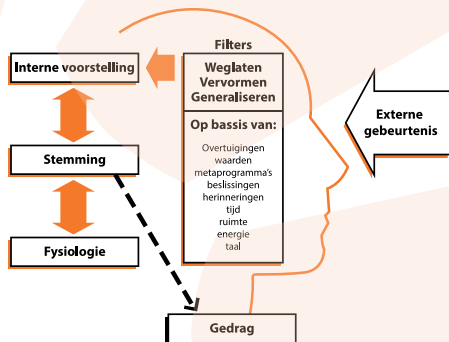 Filters
Interne voorstelling
Weglaten
Vervormen
Generaliseren
Op basis van:
Overtuigingen
waarden
metaprogramma's
beslissingen
herinneringen
tijd
ruimte
energie
taal
Externe
gebeurtenis
Stemming
Fysiologie
Gedrag